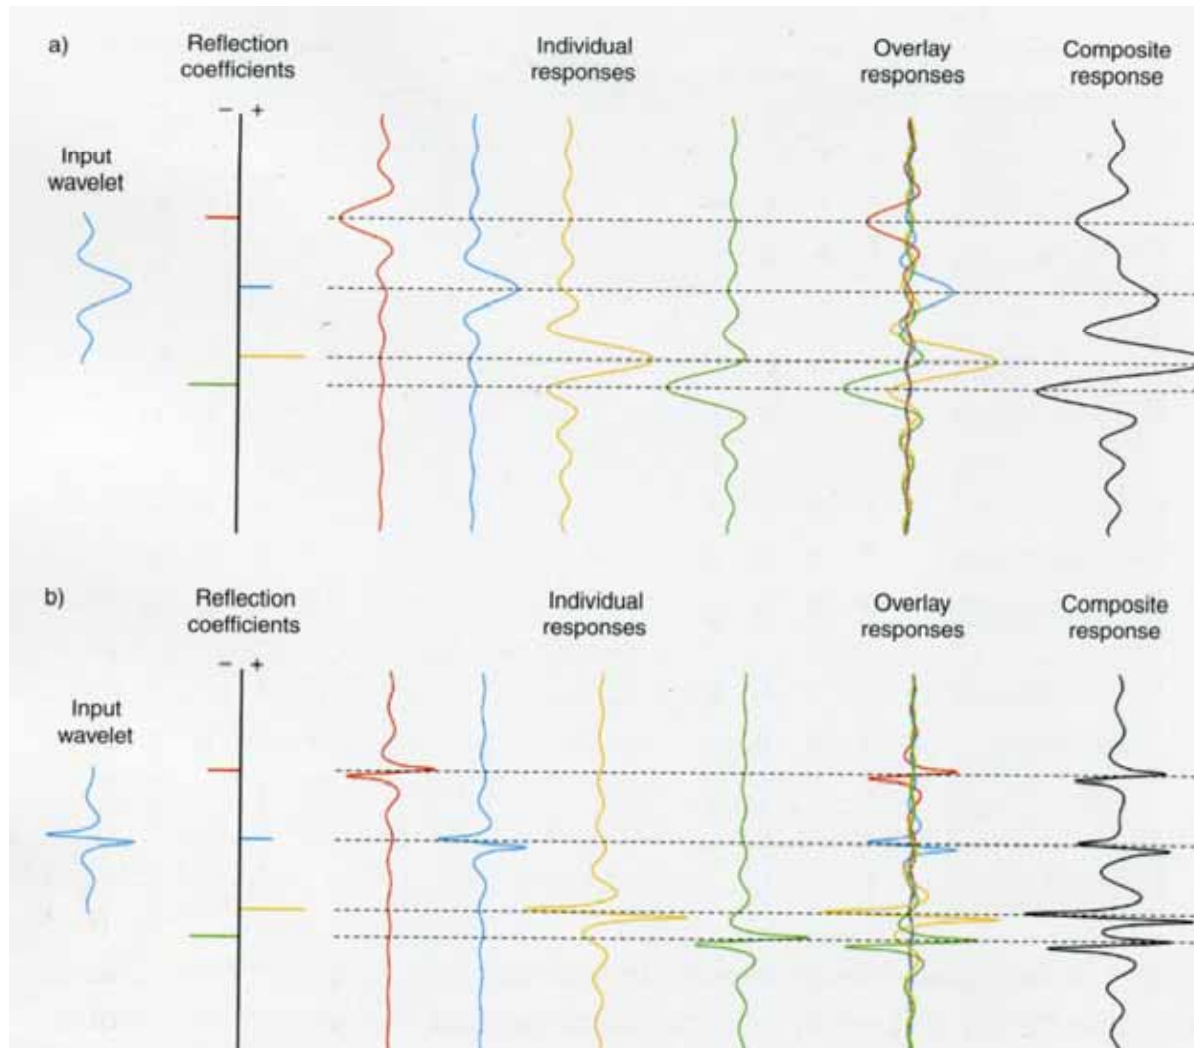 a)
Reflection
coefficients
Individual
responses
Overlay
responses
Composite
response
− +
Input
wavelet
b)
Reflection
coefficients
Individual
responses
Overlay
responses
Composite
response
− +
Input
wavelet